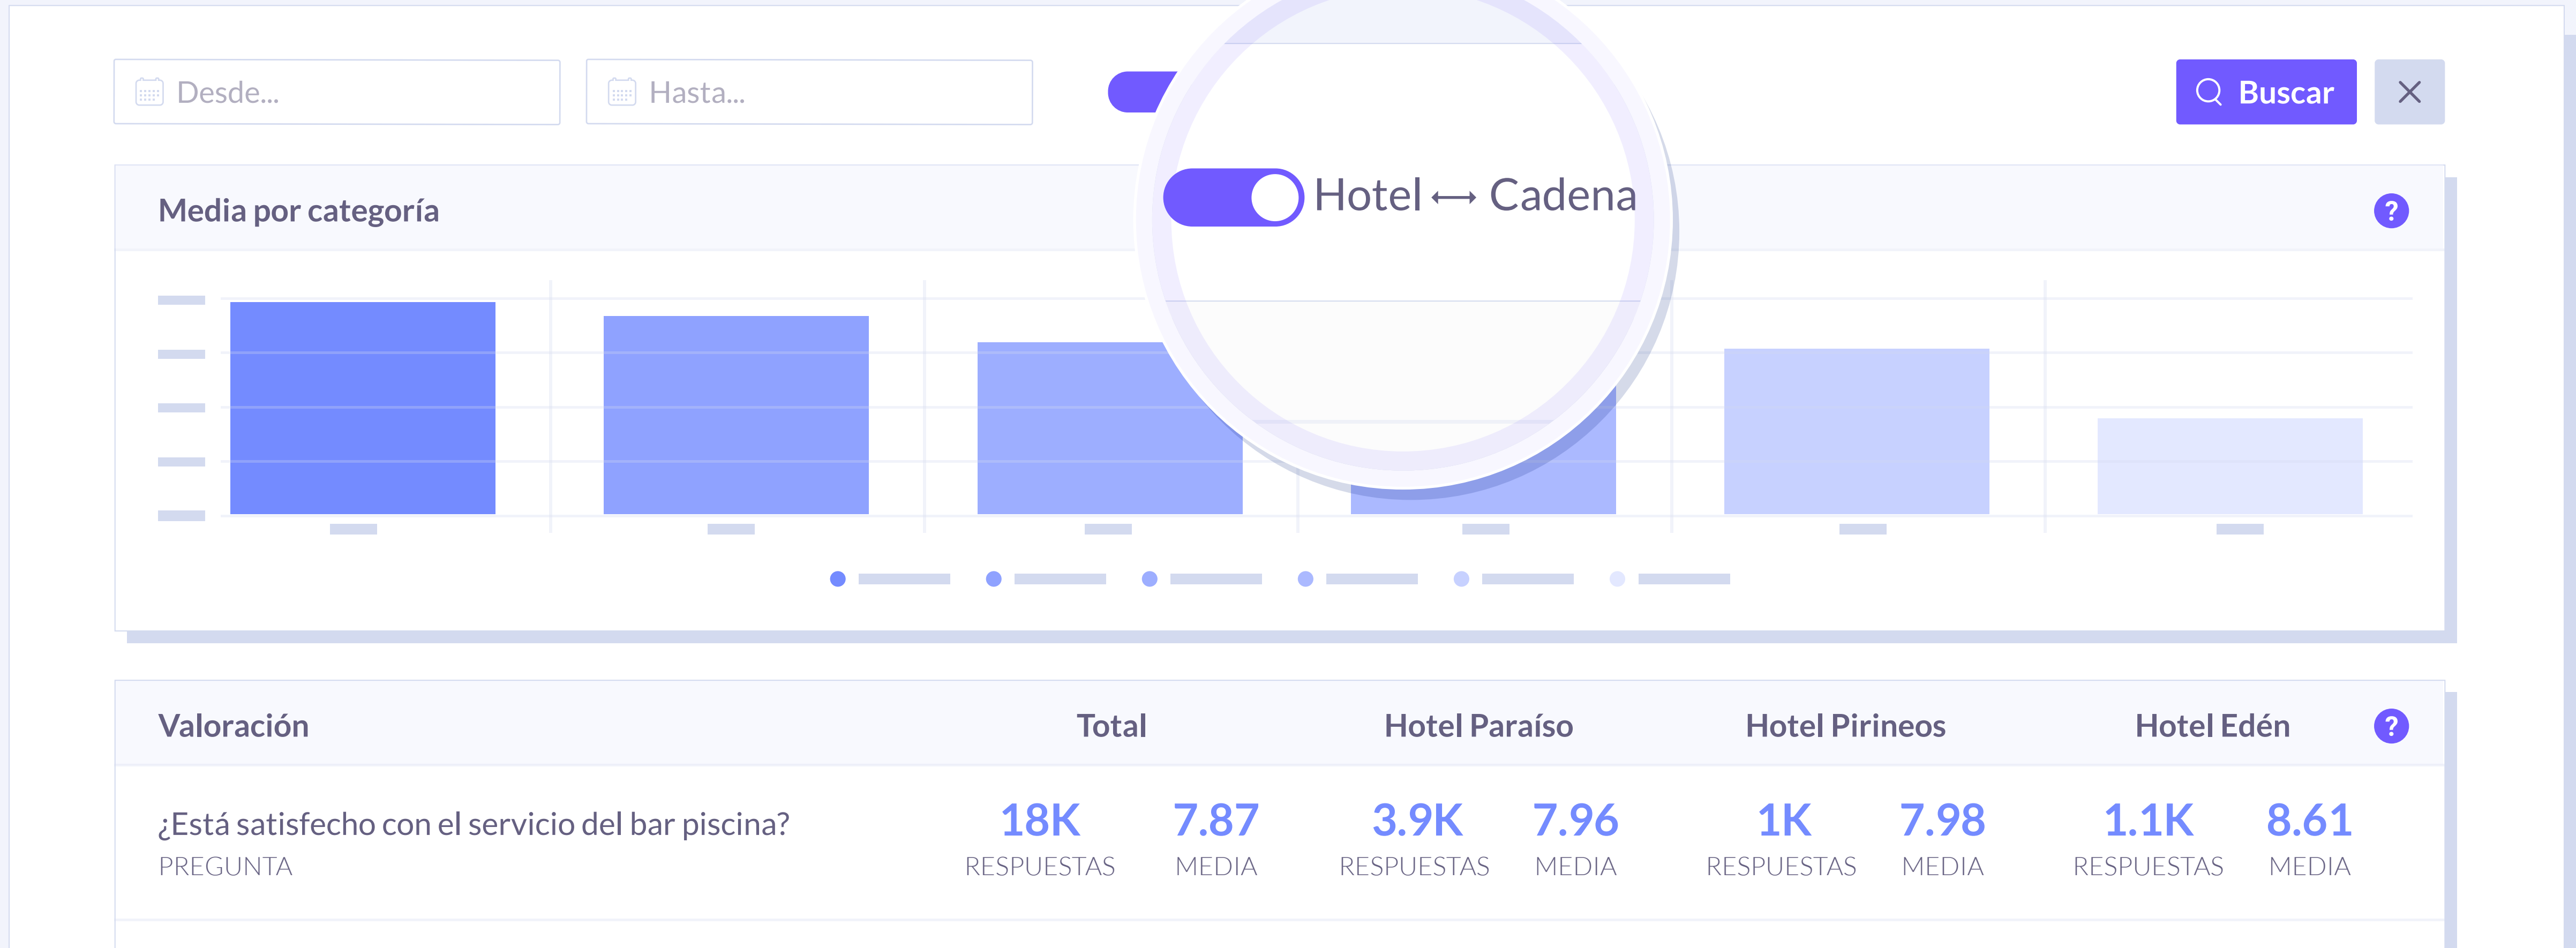 Desde...
Hasta...
Buscar
Hotel ↔ Cadena
Media por categoría
?
Valoración
Total
Hotel Paraíso
Hotel Pirineos
Hotel Edén
?
¿Está satisfecho con el servicio del bar piscina?
18K
7.87
3.9K
7.96
1K
7.98
1.1K
8.61
PREGUNTA
RESPUESTAS
MEDIA
RESPUESTAS
MEDIA
RESPUESTAS
MEDIA
RESPUESTAS
MEDIA